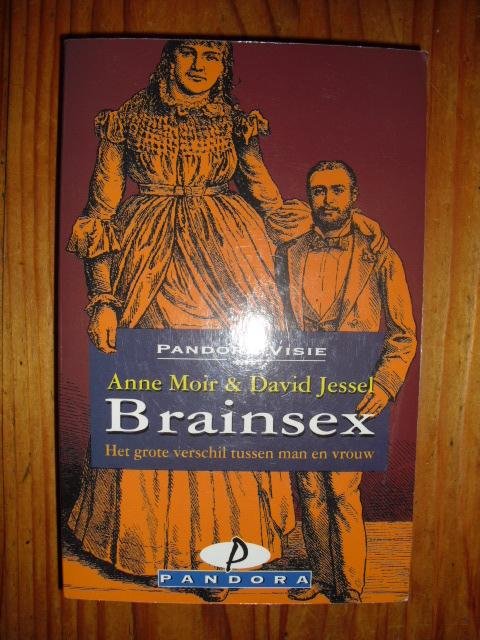 PANDORA VISIE
Anne Moir & David Jessel
Brainsex
Het grote verschil tussen man en vrouw
P
PANDORA